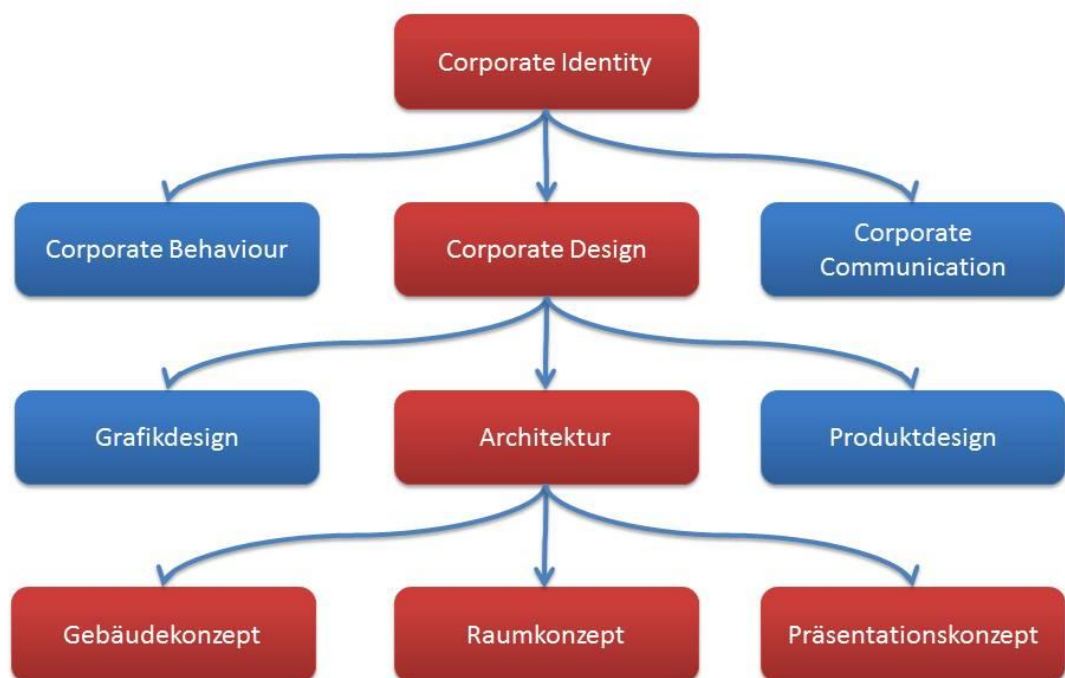 Corporate Identity
Corporate Behaviour
Corporate Design
Corporate
Communication
Grafikdesign
Architektur
Produktdesign
Gebäudekonzept
Raumkonzept
Präsentationskonzept